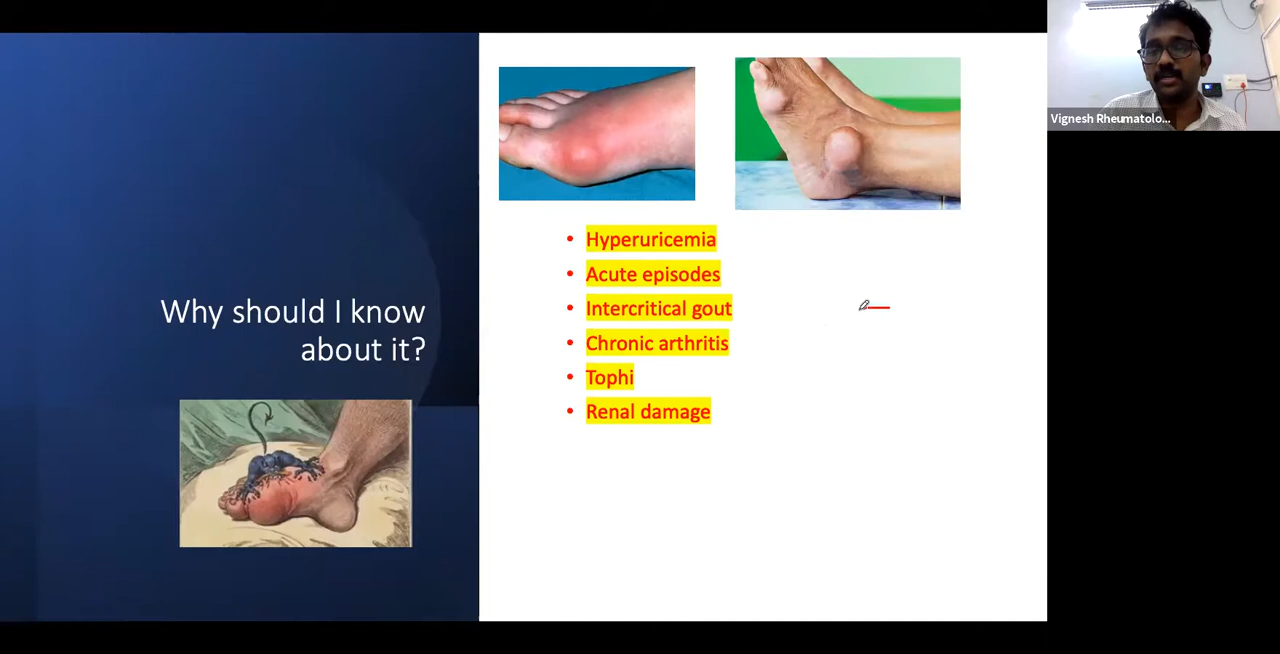 Why should I know
about it?
• Hyperuricemia
• Acute episodes
• Intercritical gout
• Chronic arthritis
• Tophi
• Renal damage
Vignesh Rheumatolo...